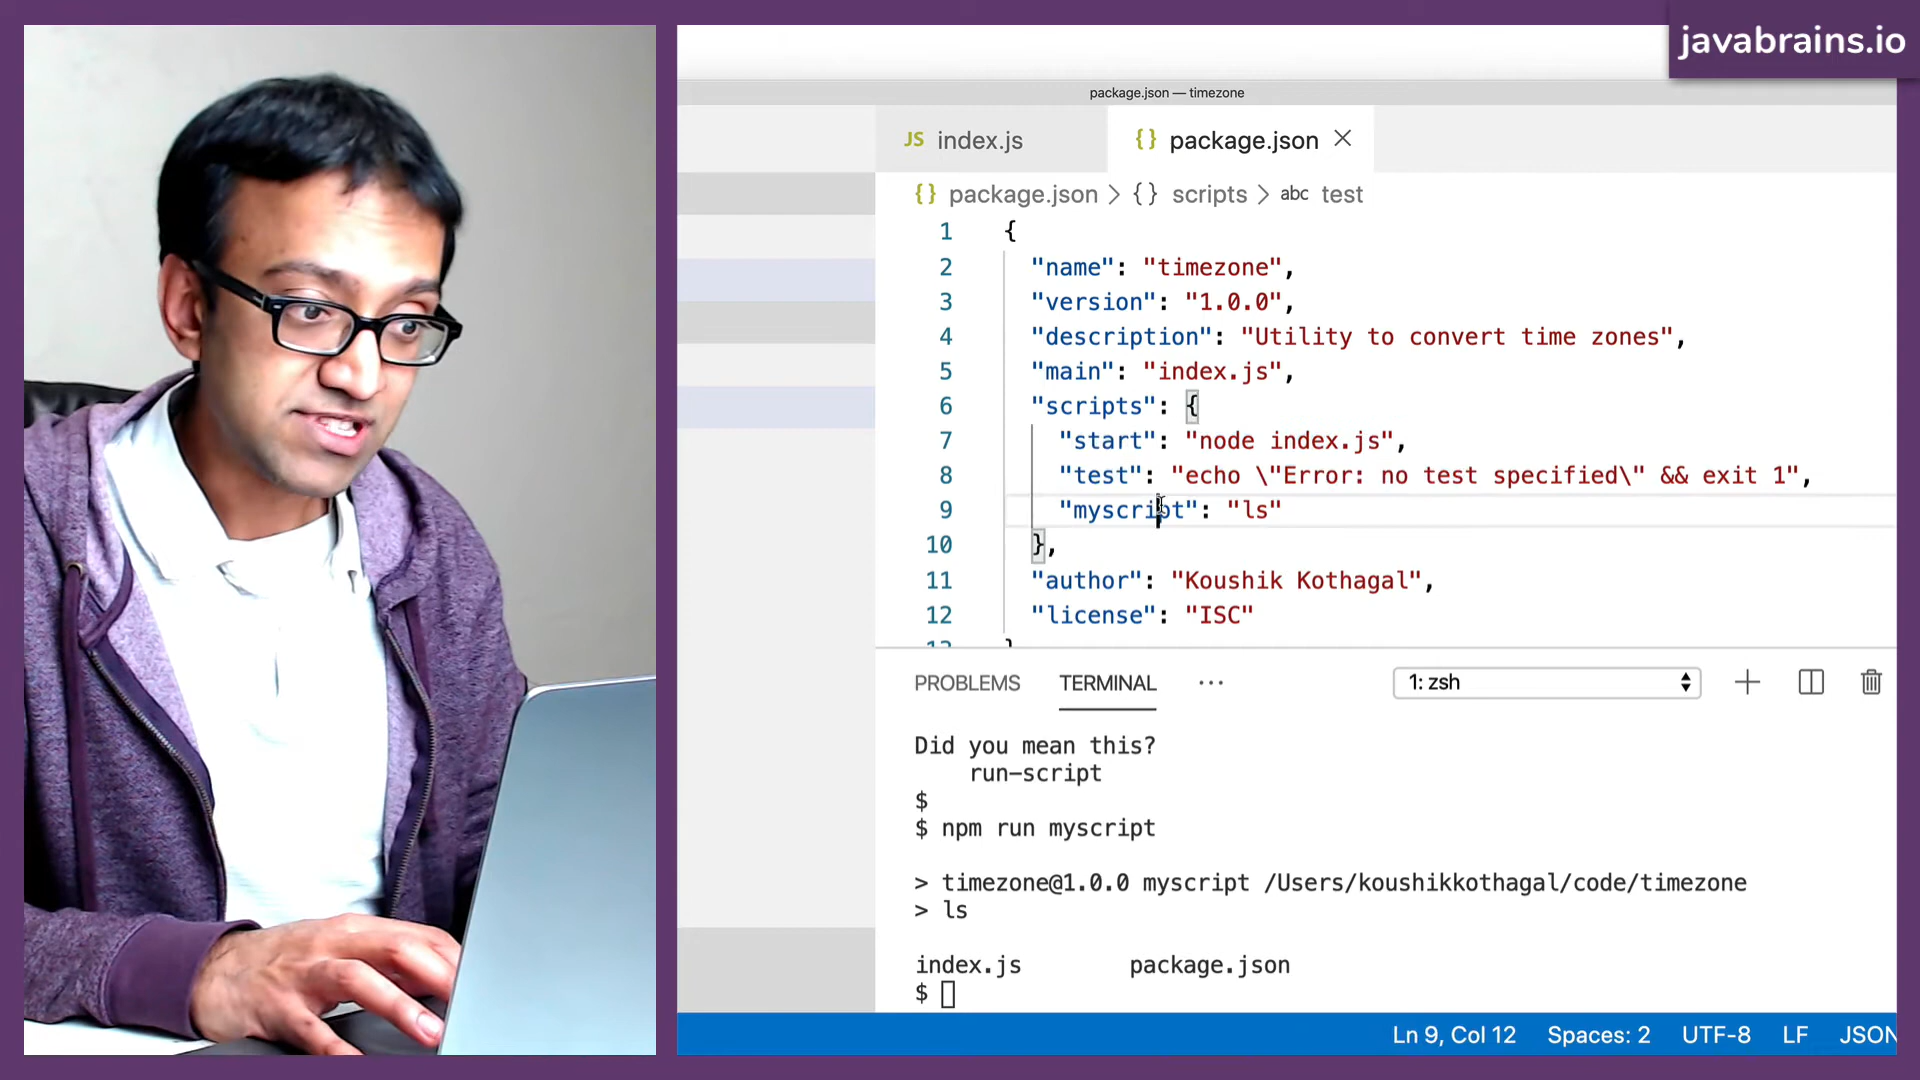 javabrains.io
package.json — timezone
JS index.js {} package.json
{} package.json > {} scripts > abc test
1 {
2 "name": "timezone",
3 "version": "1.0.0",
4 "description": "Utility to convert time zones",
5 "main": "index.js",
6 "scripts": {
7 "start": "node index.js",
8 "test": "echo \"Error: no test specified\" && exit 1",
9 "myscript": "ls"
10 },
11 "author": "Koushik Kothagal",
12 "license": "ISC"
13 }
PROBLEMS TERMINAL ··· 1: zsh
Did you mean this?
run-script
$
$ npm run myscript
> timezone@1.0.0 myscript /Users/koushikkothagal/code/timezone
> ls
index.js package.json
$
Ln 9, Col 12 Spaces: 2 UTF-8 LF JSON